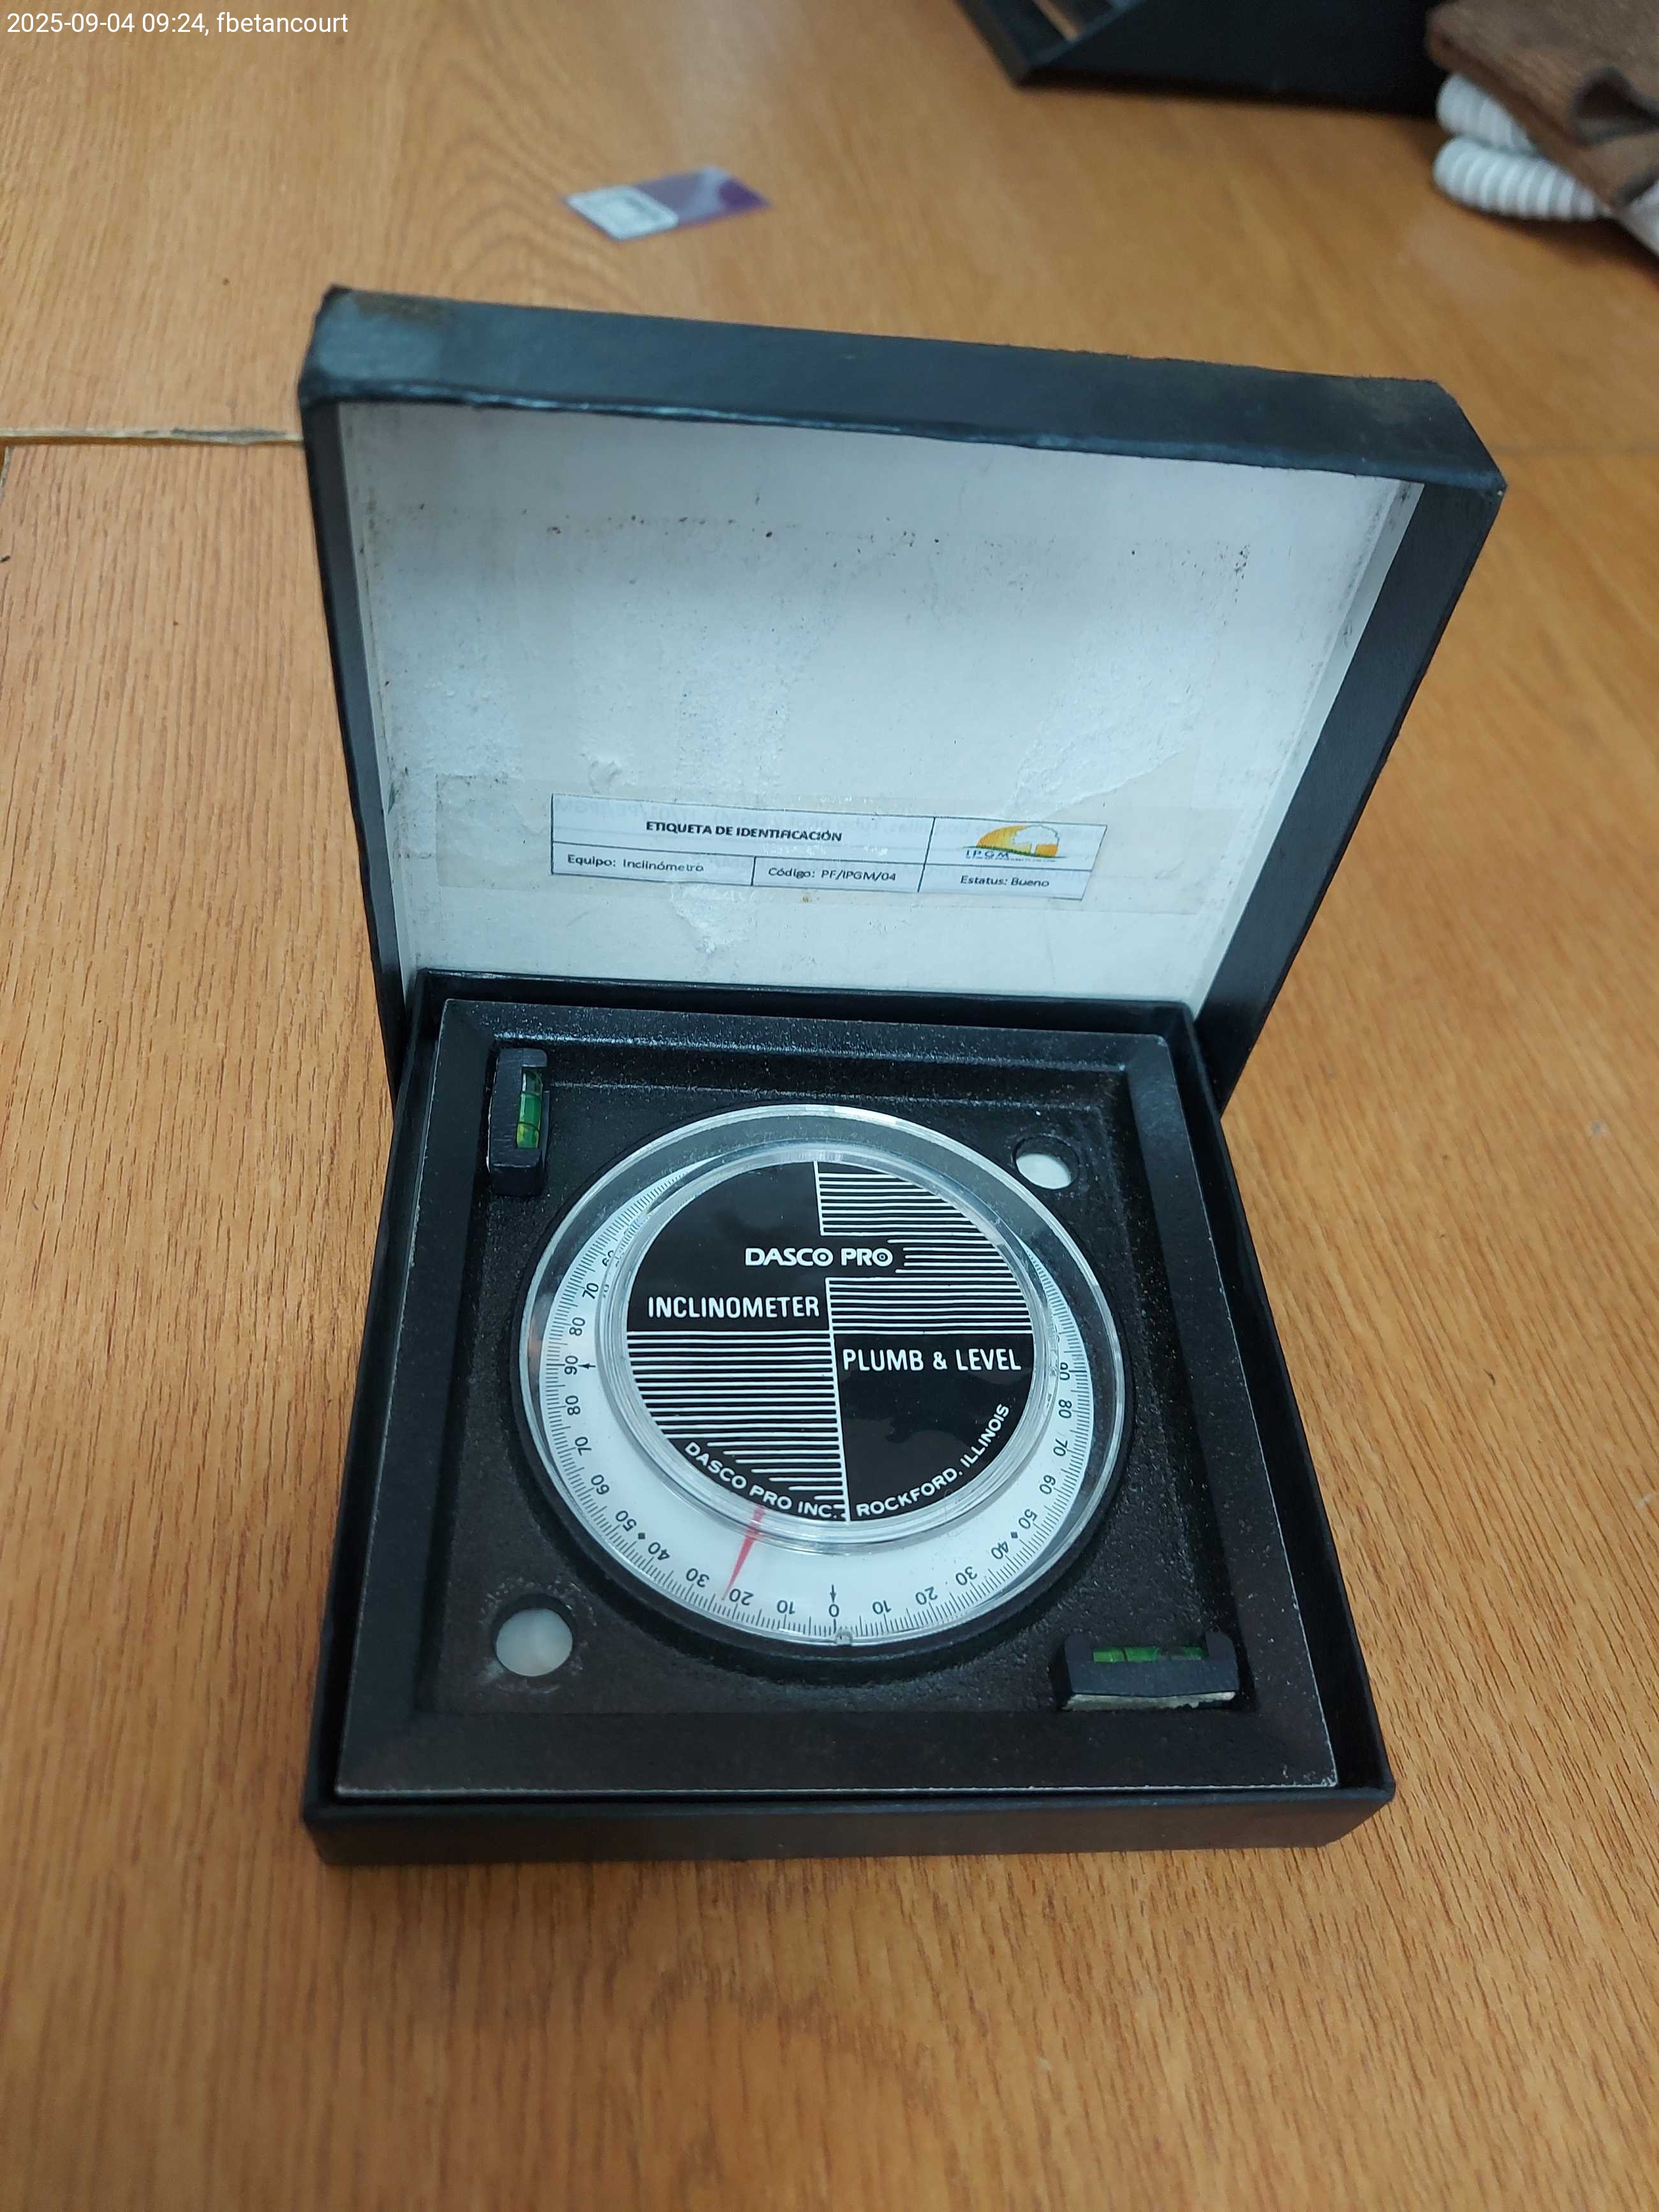 2025-09-04 09:24, fbetancourt
ETIQUETA DE IDENTIFICACIÓN
IPGM
Equipo: Inclinómetro
Código: PF/IPGM/04
Estatus: Bueno
DASCO PRO
INCLINOMETER
PLUMB & LEVEL
DASCO PRO INC. ROCKFORD, ILLINOIS
60 70 80 90 80 70 60 50 40 30 20 10 0 10 20 30 40 50 60 70 80 90